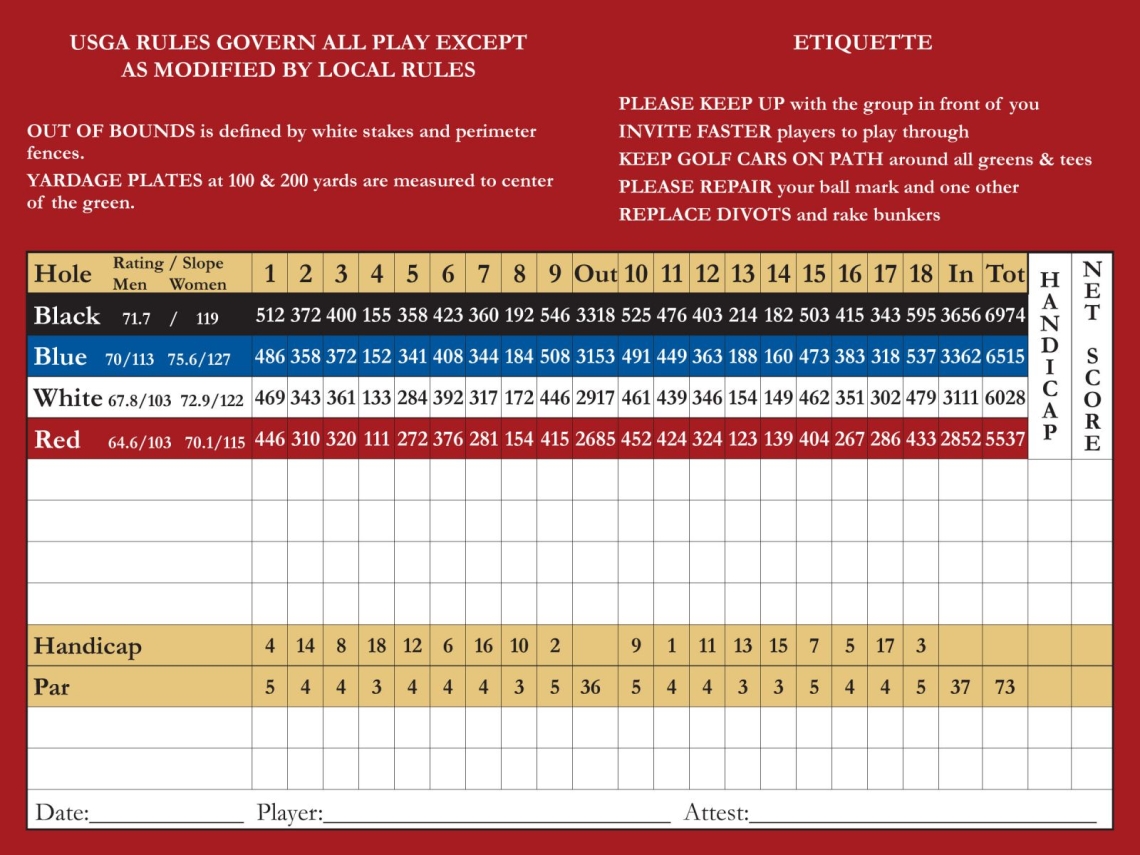 USGA RULES GOVERN ALL PLAY EXCEPT
AS MODIFIED BY LOCAL RULES
OUT OF BOUNDS is defined by white stakes and perimeter
fences.
YARDAGE PLATES at 100 & 200 yards are measured to center
of the green.
ETIQUETTE
PLEASE KEEP UP with the group in front of you
INVITE FASTER players to play through
KEEP GOLF CARS ON PATH around all greens & tees
PLEASE REPAIR your ball mark and one other
REPLACE DIVOTS and rake bunkers
Hole Rating / Slope Men Women 1 2 3 4 5 6 7 8 9 Out 10 11 12 13 14 15 16 17 18 In Tot HANDICAP NET SCORE
Black 71.7 / 119 512 372 400 155 358 423 360 192 546 3318 525 476 403 214 182 503 415 343 595 3656 6974
Blue 70/113 75.6/127 486 358 372 152 341 408 344 184 508 3153 491 449 363 188 160 473 383 318 537 3362 6515
White 67.8/103 72.9/122 469 343 361 133 284 392 317 172 446 2917 461 439 346 154 149 462 351 302 479 3111 6028
Red 64.6/103 70.1/115 446 310 320 111 272 376 281 154 415 2685 452 424 324 123 139 404 267 286 433 2852 5537
Handicap 4 14 8 18 12 6 16 10 2 9 1 11 13 15 7 5 17 3
Par 5 4 4 3 4 4 4 3 5 36 5 4 4 3 3 5 4 4 5 37 73
Date:____________ Player:____________________________ Attest:____________________________